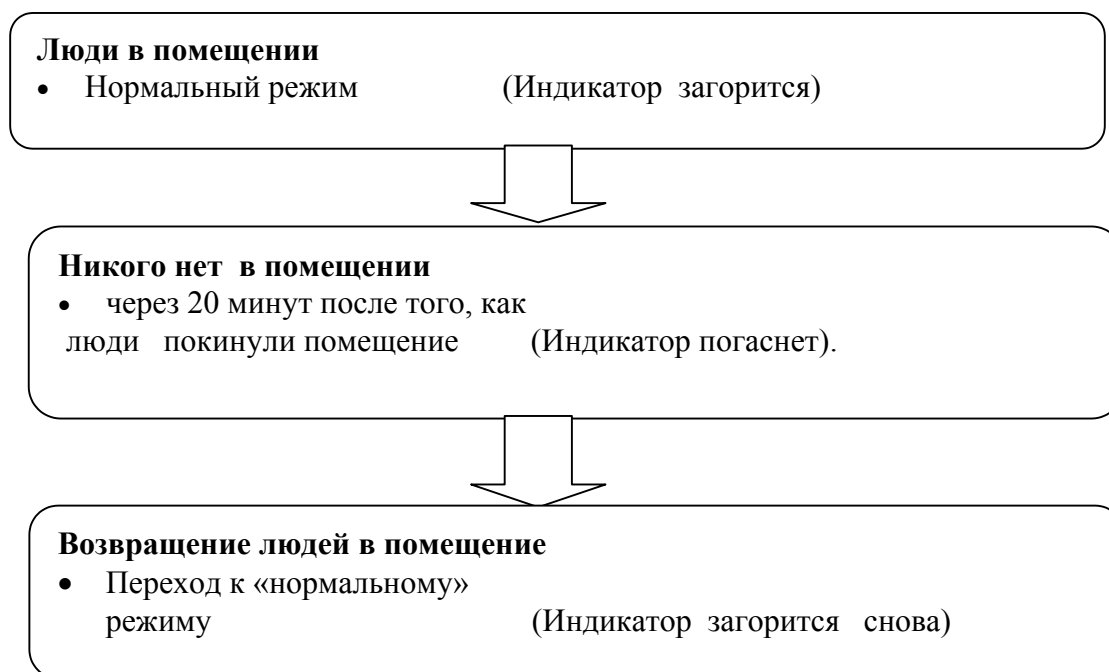 Люди в помещении
• Нормальный режим (Индикатор загорится)
Никого нет в помещении
• через 20 минут после того, как
люди покинули помещение (Индикатор погаснет).
Возвращение людей в помещение
• Переход к «нормальному»
режиму (Индикатор загорится снова)